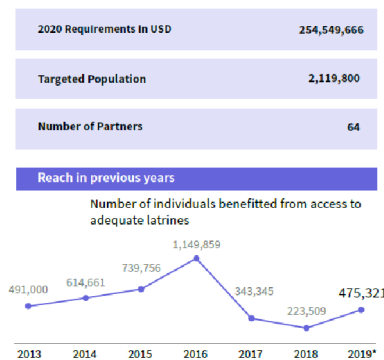 2020 Requirements in USD 254,549,666
Targeted Population 2,119,800
Number of Partners 64
Reach in previous years
Number of individuals benefitted from access to
adequate latrines
491,000 614,661 739,756 1,149,859 343,345 223,509 475,321
2013 2014 2015 2016 2017 2018 2019*